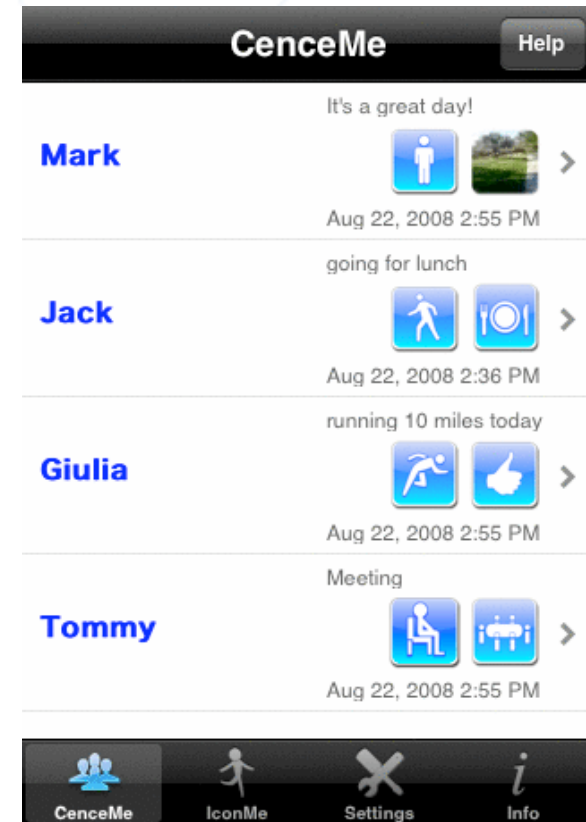 CenceMe
Help
It's a great day!
Mark
Aug 22, 2008 2:55 PM
going for lunch
Jack
Aug 22, 2008 2:36 PM
running 10 miles today
Giulia
Aug 22, 2008 2:55 PM
Meeting
Tommy
Aug 22, 2008 2:55 PM
CenceMe
IconMe
Settings
Info